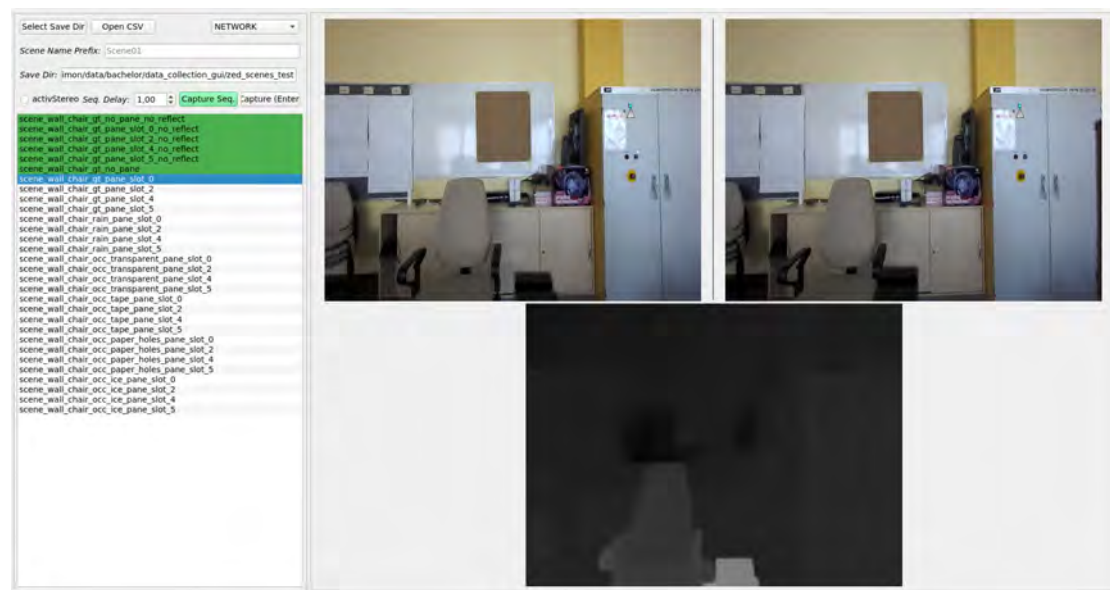 Select Save Dir Open CSV NETWORK
Scene Name Prefix: Scene01
Save Dir: imon/data/bachelor/data_collection_gui/zed_scenes_test
activStereo Seq. Delay: 1,00 Capture Seq. Capture (Enter
scene_wall_chair_gt_no_pane_no_reflect
scene_wall_chair_gt_pane_slot_0_no_reflect
scene_wall_chair_gt_pane_slot_2_no_reflect
scene_wall_chair_gt_pane_slot_4_no_reflect
scene_wall_chair_gt_pane_slot_5_no_reflect
scene_wall_chair_gt_no_pane
scene_wall_chair_gt_pane_slot_0
scene_wall_chair_gt_pane_slot_2
scene_wall_chair_gt_pane_slot_4
scene_wall_chair_gt_pane_slot_5
scene_wall_chair_rain_pane_slot_0
scene_wall_chair_rain_pane_slot_2
scene_wall_chair_rain_pane_slot_4
scene_wall_chair_rain_pane_slot_5
scene_wall_chair_occ_transparent_pane_slot_0
scene_wall_chair_occ_transparent_pane_slot_2
scene_wall_chair_occ_transparent_pane_slot_4
scene_wall_chair_occ_transparent_pane_slot_5
scene_wall_chair_occ_tape_pane_slot_0
scene_wall_chair_occ_tape_pane_slot_2
scene_wall_chair_occ_tape_pane_slot_4
scene_wall_chair_occ_tape_pane_slot_5
scene_wall_chair_occ_paper_holes_pane_slot_0
scene_wall_chair_occ_paper_holes_pane_slot_2
scene_wall_chair_occ_paper_holes_pane_slot_4
scene_wall_chair_occ_paper_holes_pane_slot_5
scene_wall_chair_occ_ice_pane_slot_0
scene_wall_chair_occ_ice_pane_slot_2
scene_wall_chair_occ_ice_pane_slot_4
scene_wall_chair_occ_ice_pane_slot_5